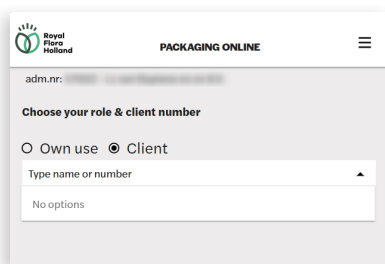 Royal
Flora
Holland
PACKAGING ONLINE
adm.nr:
Choose your role & client number
Own use Client
Type name or number
No options